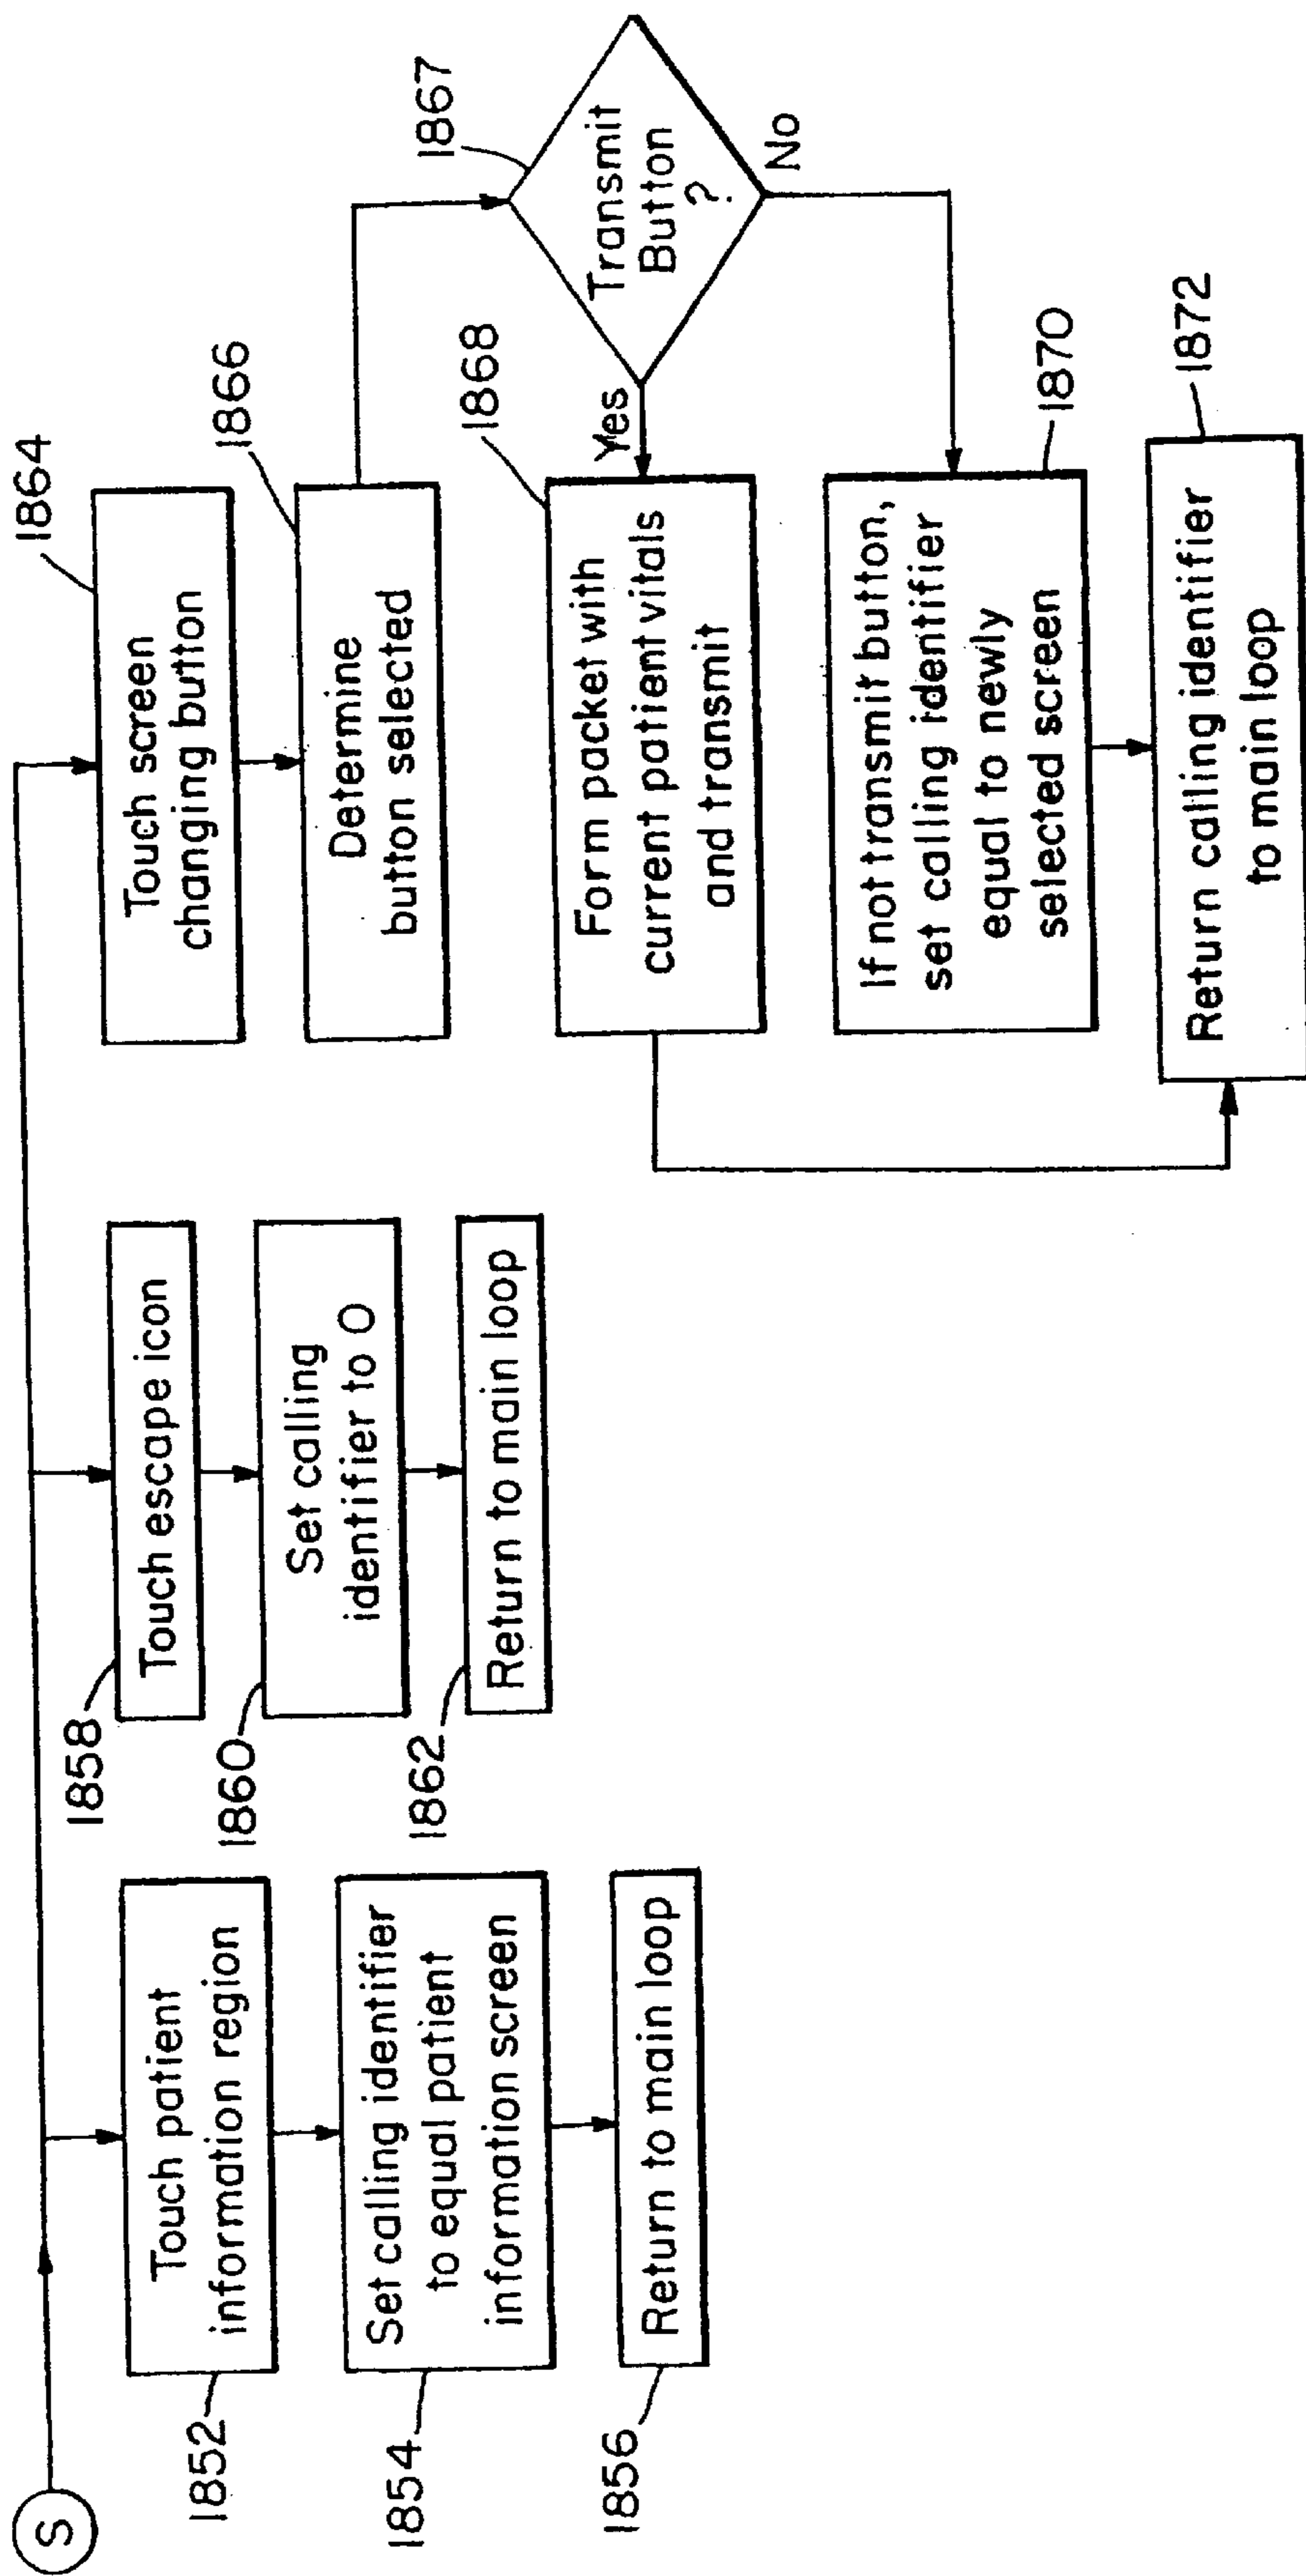 S
1852
Touch patient
information region
1854
Set calling identifier
to equal patient
information screen
1856
Return to main loop
1858
Touch escape icon
1860
Set calling
identifier to 0
1862
Return to main loop
1864
Touch screen
changing button
1866
Determine
button selected
1867
Transmit
Button
?
Yes
No
1868
Form packet with
current patient vitals
and transmit
1870
If not transmit button,
set calling identifier
equal to newly
selected screen
1872
Return calling identifier
to main loop